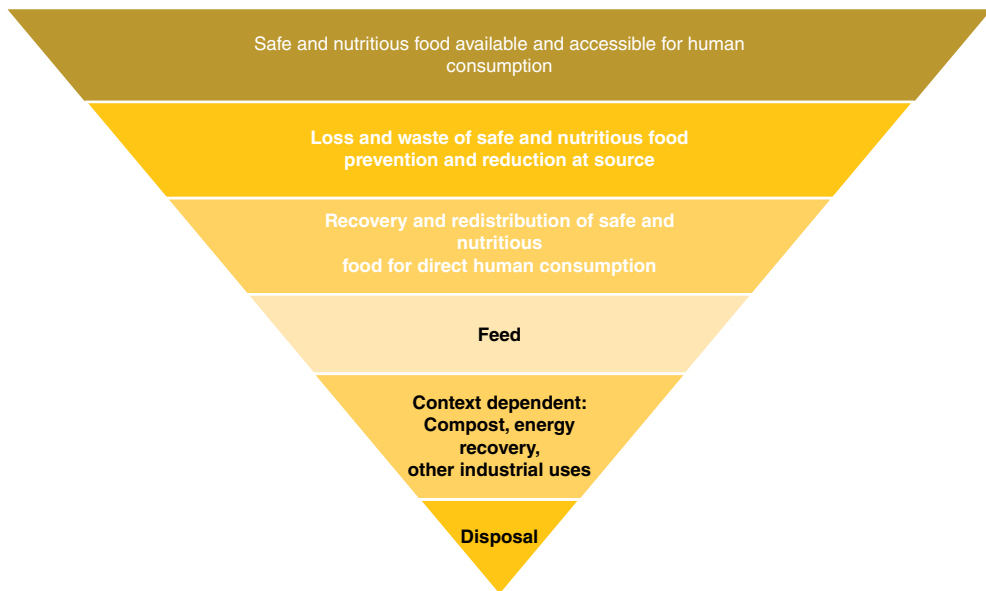 Safe and nutritious food available and accessible for human
consumption
Loss and waste of safe and nutritious food
prevention and reduction at source
Recovery and redistribution of safe and
nutritious
food for direct human consumption
Feed
Context dependent:
Compost, energy
recovery,
other industrial uses
Disposal